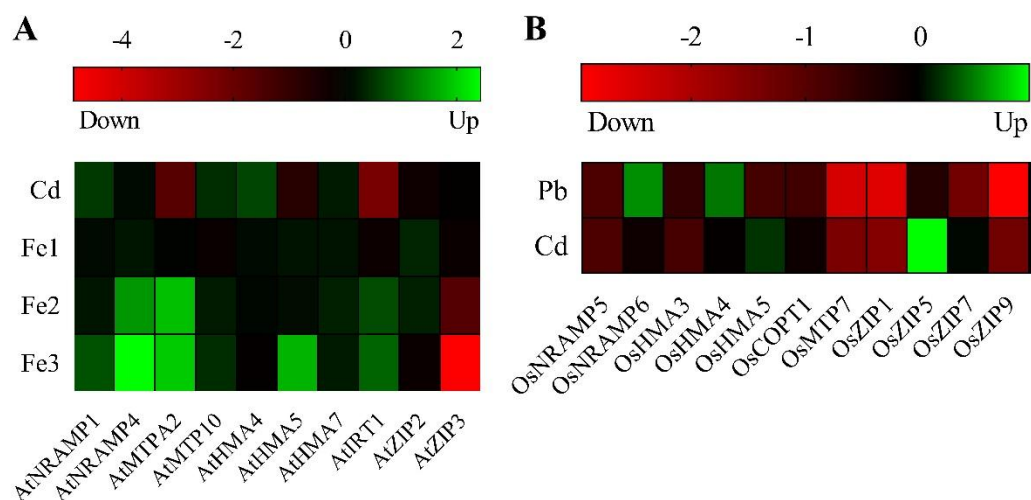 A
-4 -2 0 2
Down Up
Cd
Fe1
Fe2
Fe3
AtNRAMP1
AtNRAMP4
AtMTPA2
AtMTP10
AtHMA4
AtHMA5
AtHMA7
AtIRT1
AtZIP2
AtZIP3
B
-2 -1 0
Down Up
Pb
Cd
OsNRAMP5
OsNRAMP6
OsHMA3
OsHMA4
OsHMA5
OsCOPT1
OsMTP7
OsZIP1
OsZIP5
OsZIP7
OsZIP9